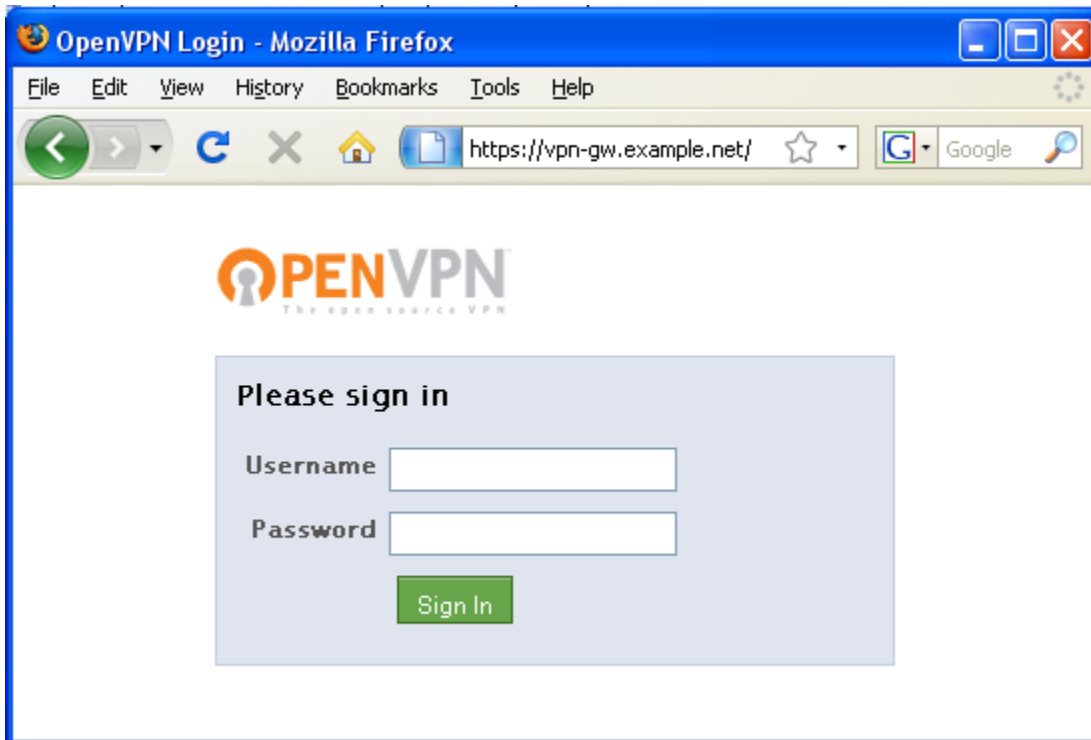 OpenVPN Login - Mozilla Firefox
File Edit View History Bookmarks Tools Help
https://vpn-gw.example.net/ G Google
OPENVPN™
The open source VPN
Please sign in
Username
Password
Sign In